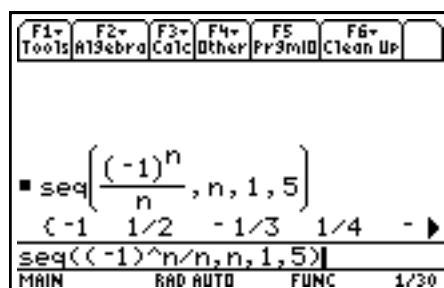 F1▾ F2▾ F3▾ F4▾ F5 F6▾
Tools Algebra Calc Other PrgmIO Clean Up
▪ seq((-1)^n/n, n, 1, 5)
{-1 1/2 -1/3 1/4 - ▶
seq((-1)^n/n,n,1,5)
MAIN RAD AUTO FUNC 1/30